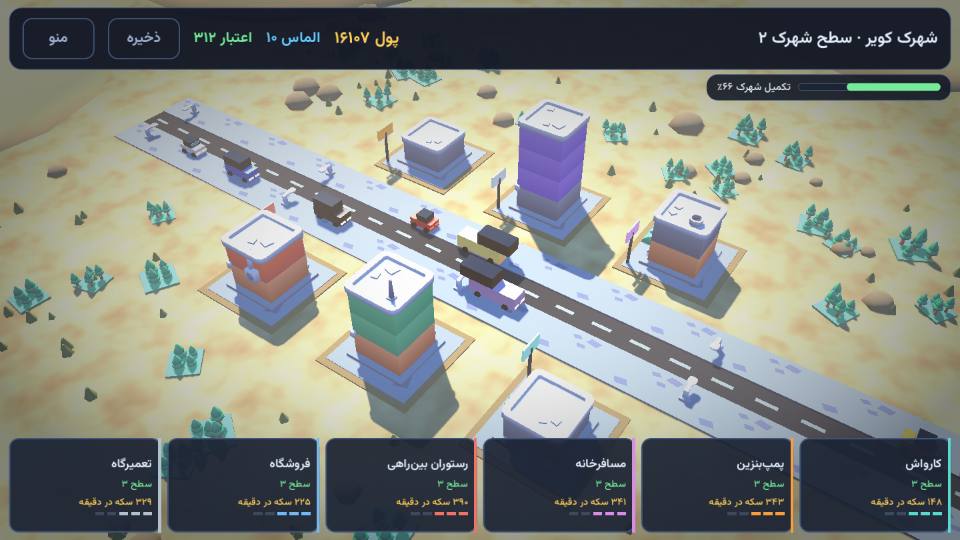 شهرک کویر · سطح شهرک ۲
پول ۱۶۱۰۷
الماس ۱۰
اعتبار ۳۱۲
ذخیره
منو
تکمیل شهرک ۶۶٪
کارواش
سطح ۳
۱۴۸ سکه در دقیقه
پمپ‌بنزین
سطح ۳
۳۴۳ سکه در دقیقه
مسافرخانه
سطح ۳
۳۴۱ سکه در دقیقه
رستوران بین‌راهی
سطح ۳
۳۹۰ سکه در دقیقه
فروشگاه
سطح ۳
۲۲۵ سکه در دقیقه
تعمیرگاه
سطح ۳
۳۲۹ سکه در دقیقه